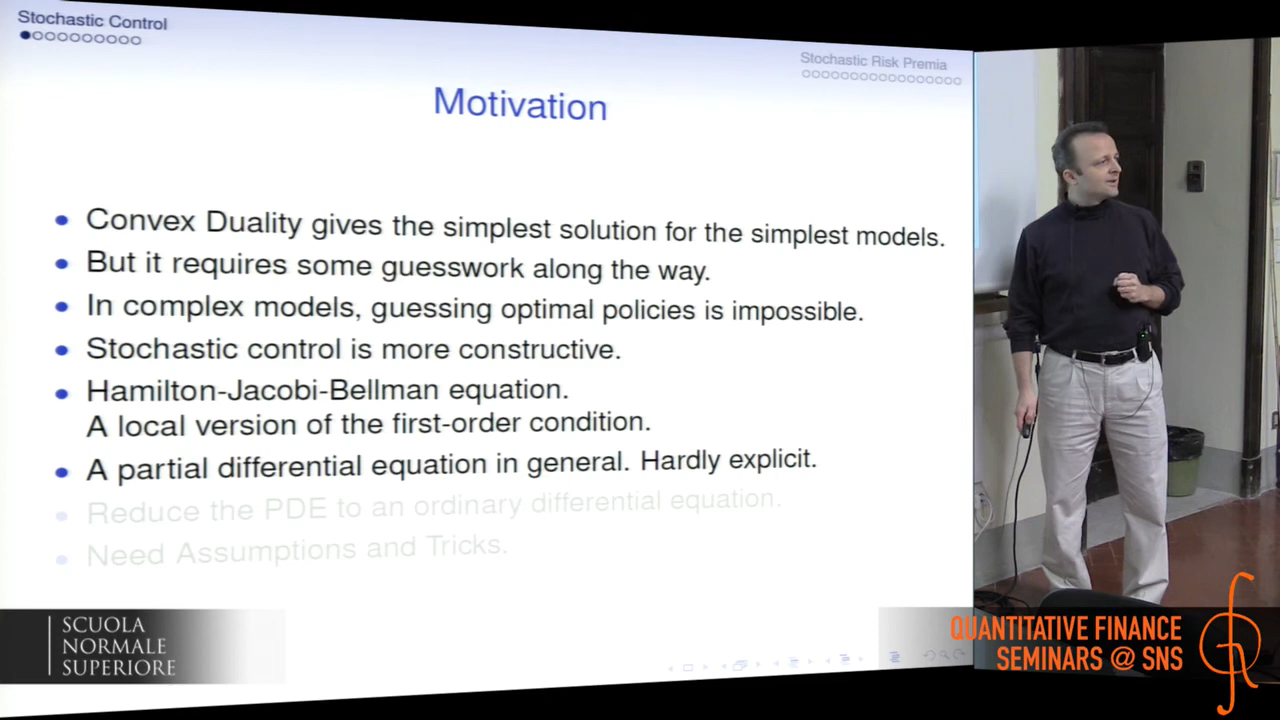 Stochastic Control
Stochastic Risk Premia
Motivation
Convex Duality gives the simplest solution for the simplest models.
But it requires some guesswork along the way.
In complex models, guessing optimal policies is impossible.
Stochastic control is more constructive.
Hamilton-Jacobi-Bellman equation.
A local version of the first-order condition.
A partial differential equation in general. Hardly explicit.
Reduce the PDE to an ordinary differential equation.
Need Assumptions and Tricks.
SCUOLA
NORMALE
SUPERIORE
QUANTITATIVE FINANCE
SEMINARS @ SNS